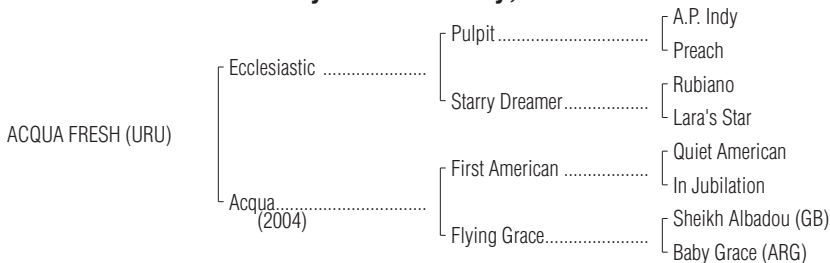 A.P. Indy
Pulpit
Preach
Ecclesiastic
Rubiano
Starry Dreamer
Lara's Star
ACQUA FRESH (URU)
Quiet American
First American
In Jubilation
Acqua
(2004)
Sheikh Albadou (GB)
Flying Grace
Baby Grace (ARG)